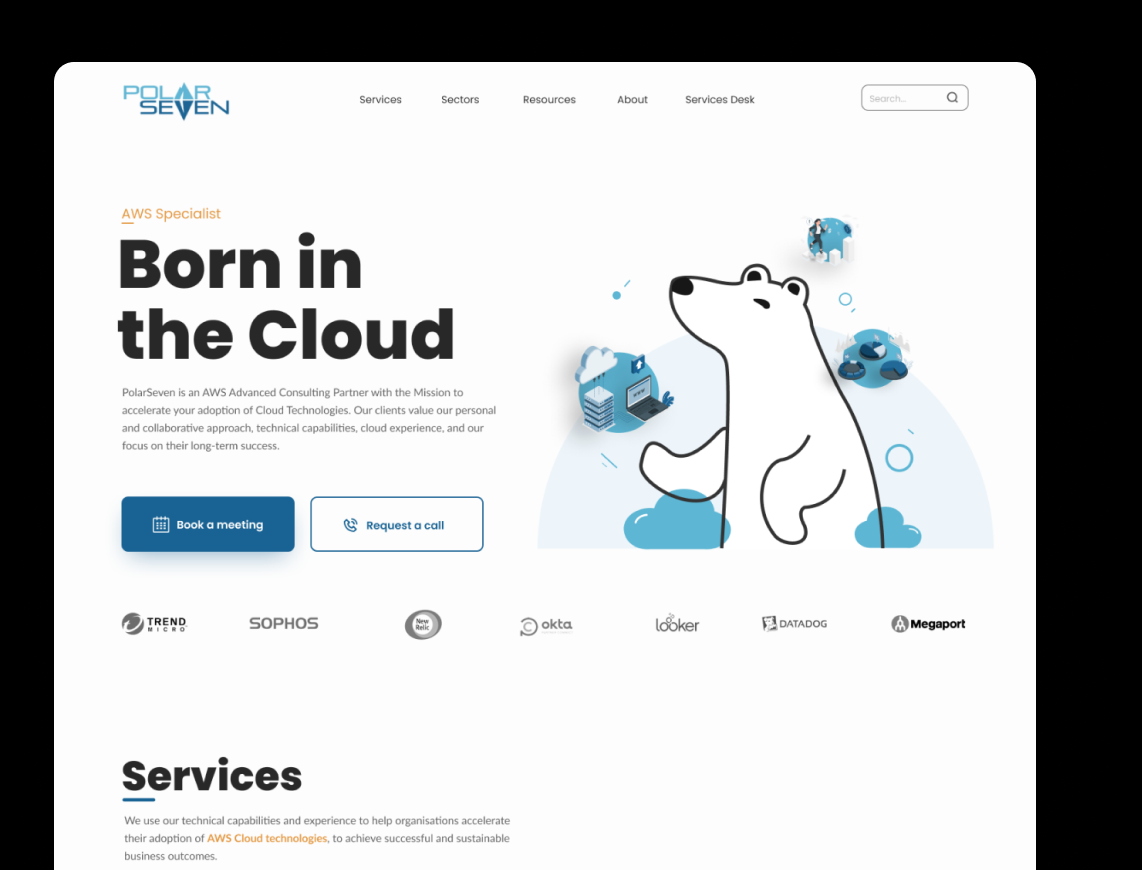 POLAR
SEVEN
Services Sectors Resources About Services Desk
Search...
AWS Specialist
Born in
the Cloud
PolarSeven is an AWS Advanced Consulting Partner with the Mission to
accelerate your adoption of Cloud Technologies. Our clients value our personal
and collaborative approach, technical capabilities, cloud experience, and our
focus on their long-term success.
Book a meeting
Request a call
TREND
MICRO
SOPHOS
New
Relic
okta
looker
DATADOG
Megaport
Services
We use our technical capabilities and experience to help organisations accelerate
their adoption of AWS Cloud technologies, to achieve successful and sustainable
business outcomes.